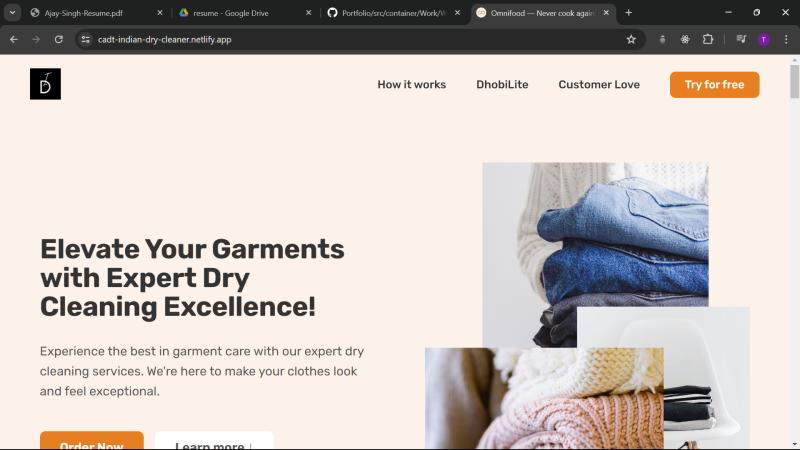 Ajay-Singh-Resume.pdf
resume - Google Drive
Portfolio/src/container/Work/W
Omnifood — Never cook again
cadt-indian-dry-cleaner.netlify.app
T
D
How it works
DhobiLite
Customer Love
Try for free
Elevate Your Garments
with Expert Dry
Cleaning Excellence!
Experience the best in garment care with our expert dry
cleaning services. We're here to make your clothes look
and feel exceptional.
Order Now
Learn more ↓